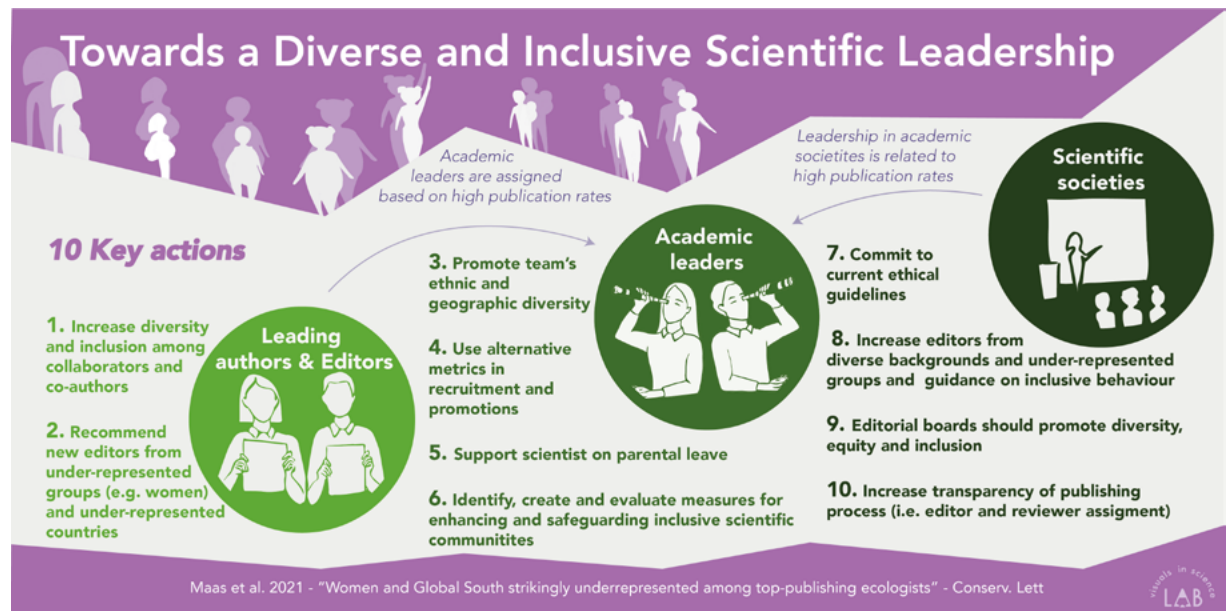 Towards a Diverse and Inclusive Scientific Leadership
Academic
leaders are assigned
based on high publication rates
Leadership in academic
societites is related to
high publication rates
10 Key actions
1. Increase diversity
and inclusion among
collaborators and
co-authors
2. Recommend
new editors from
under-represented
groups (e.g. women)
and under-represented
countries
Leading
authors & Editors
3. Promote team's
ethnic and
geographic diversity
4. Use alternative
metrics in
recruitment and
promotions
5. Support scientist on parental leave
6. Identify, create and evaluate measures for
enhancing and safeguarding inclusive scientific
communitites
Academic
leaders
7. Commit to
current ethical
guidelines
8. Increase editors from
diverse backgrounds and under-represented
groups and guidance on inclusive behaviour
9. Editorial boards should promote diversity,
equity and inclusion
10. Increase transparency of publishing
process (i.e. editor and reviewer assigment)
Scientific
societies
Maas et al. 2021 - "Women and Global South strikingly underrepresented among top-publishing ecologists" - Conserv. Lett
visuals in science
LAB